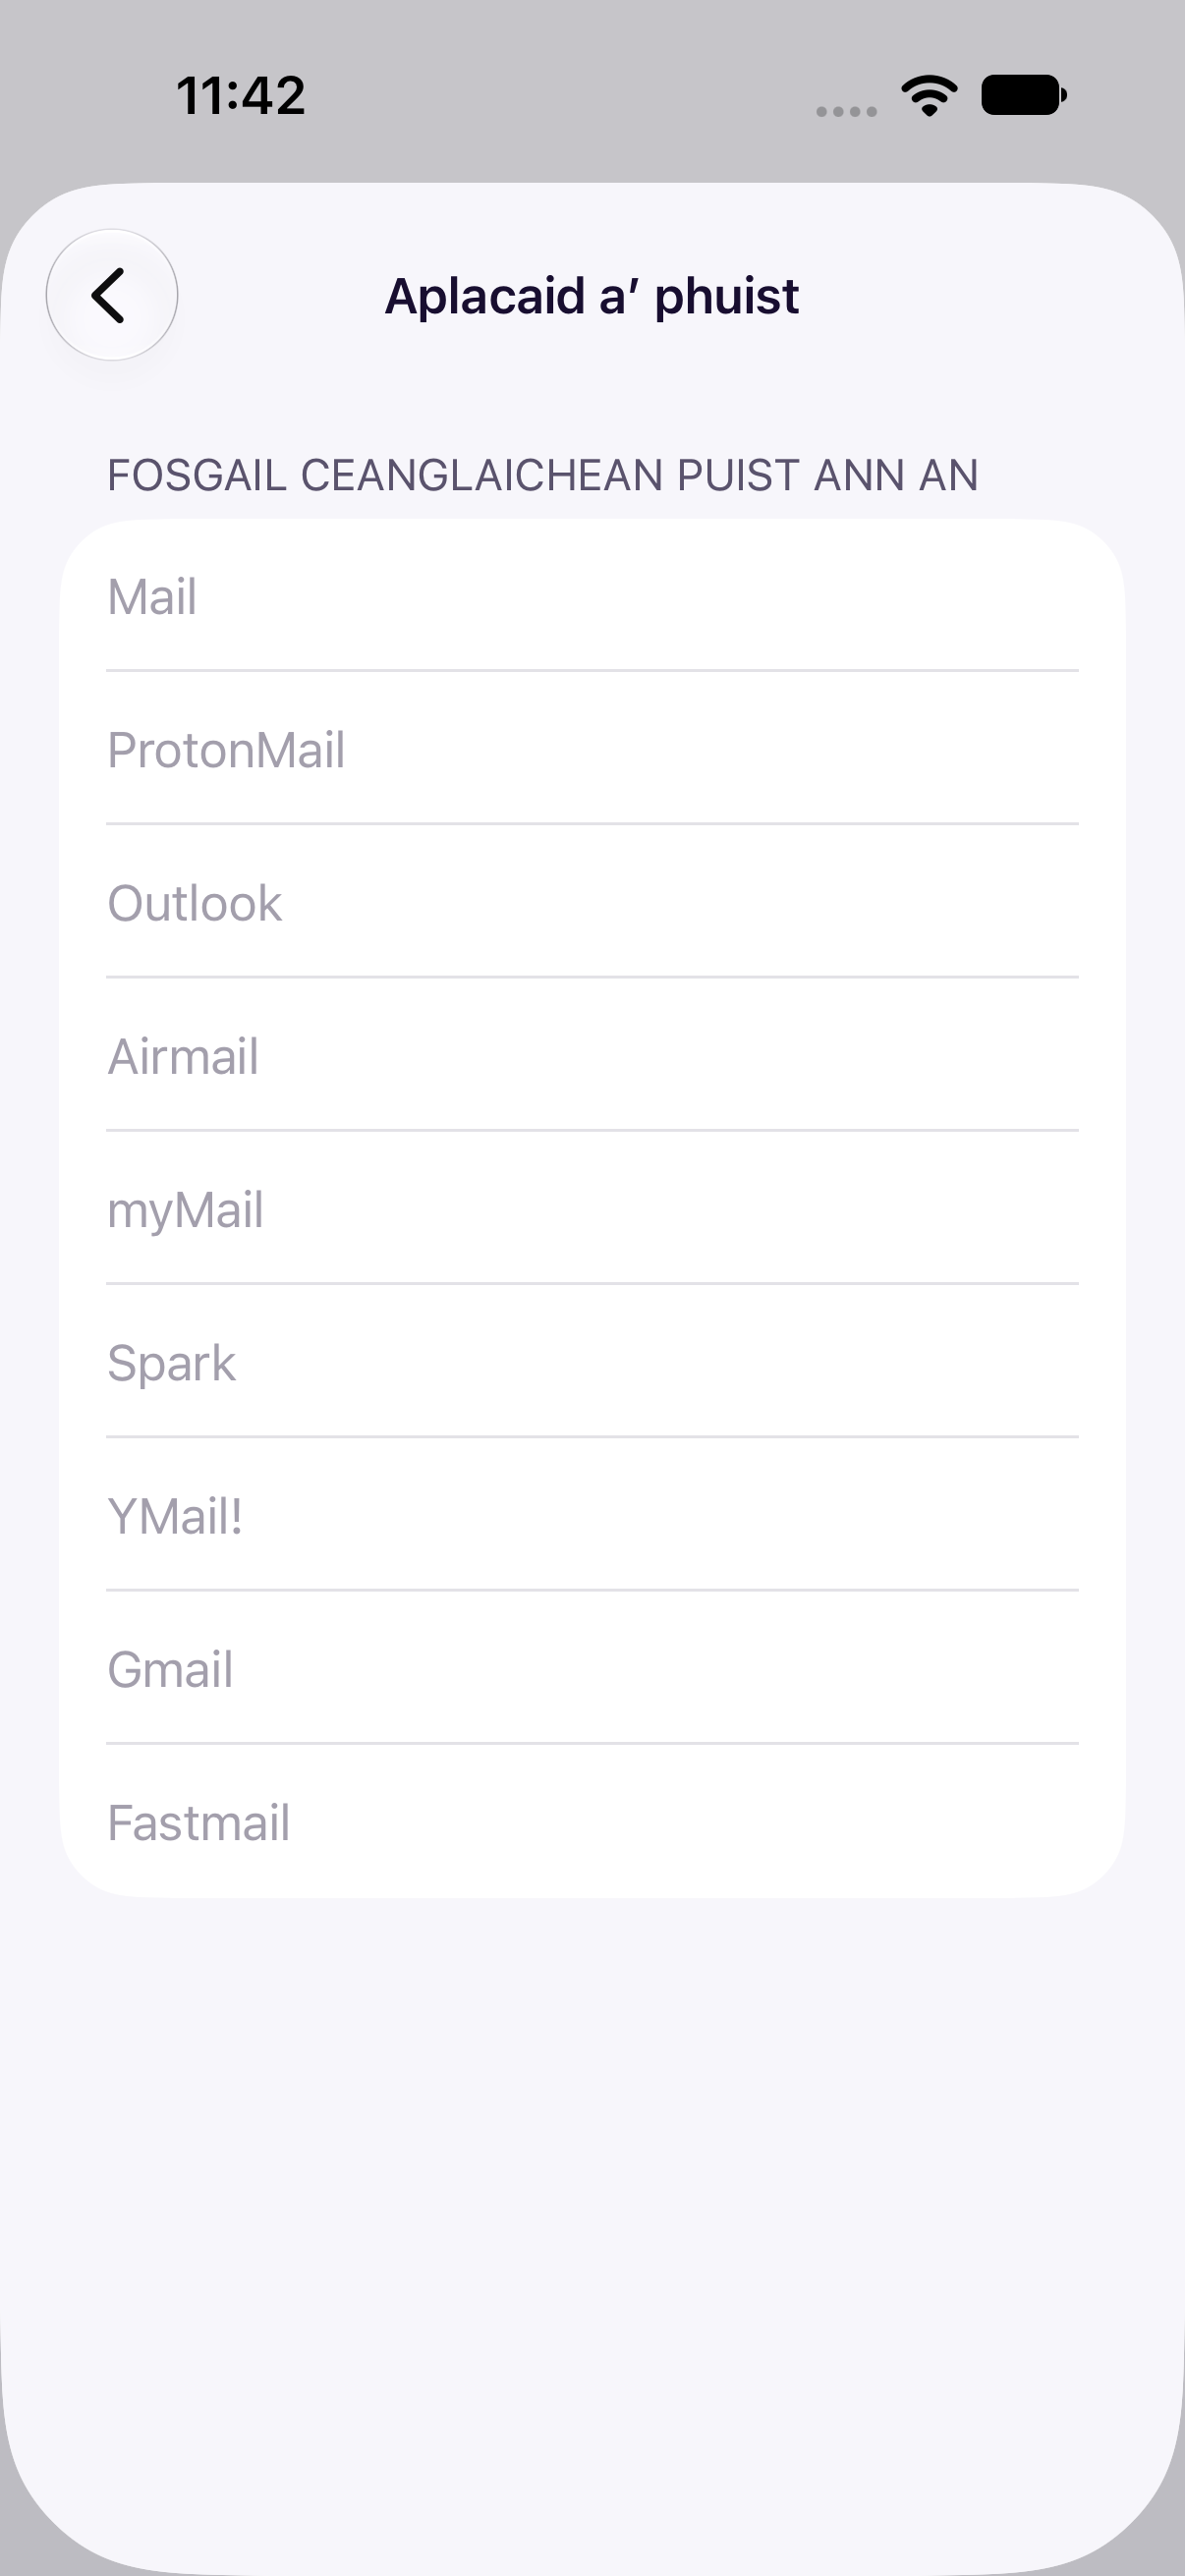 11:42
Aplacaid a’ phuist
FOSGAIL CEANGLAICHEAN PUIST ANN AN
Mail
ProtonMail
Outlook
Airmail
myMail
Spark
YMail!
Gmail
Fastmail